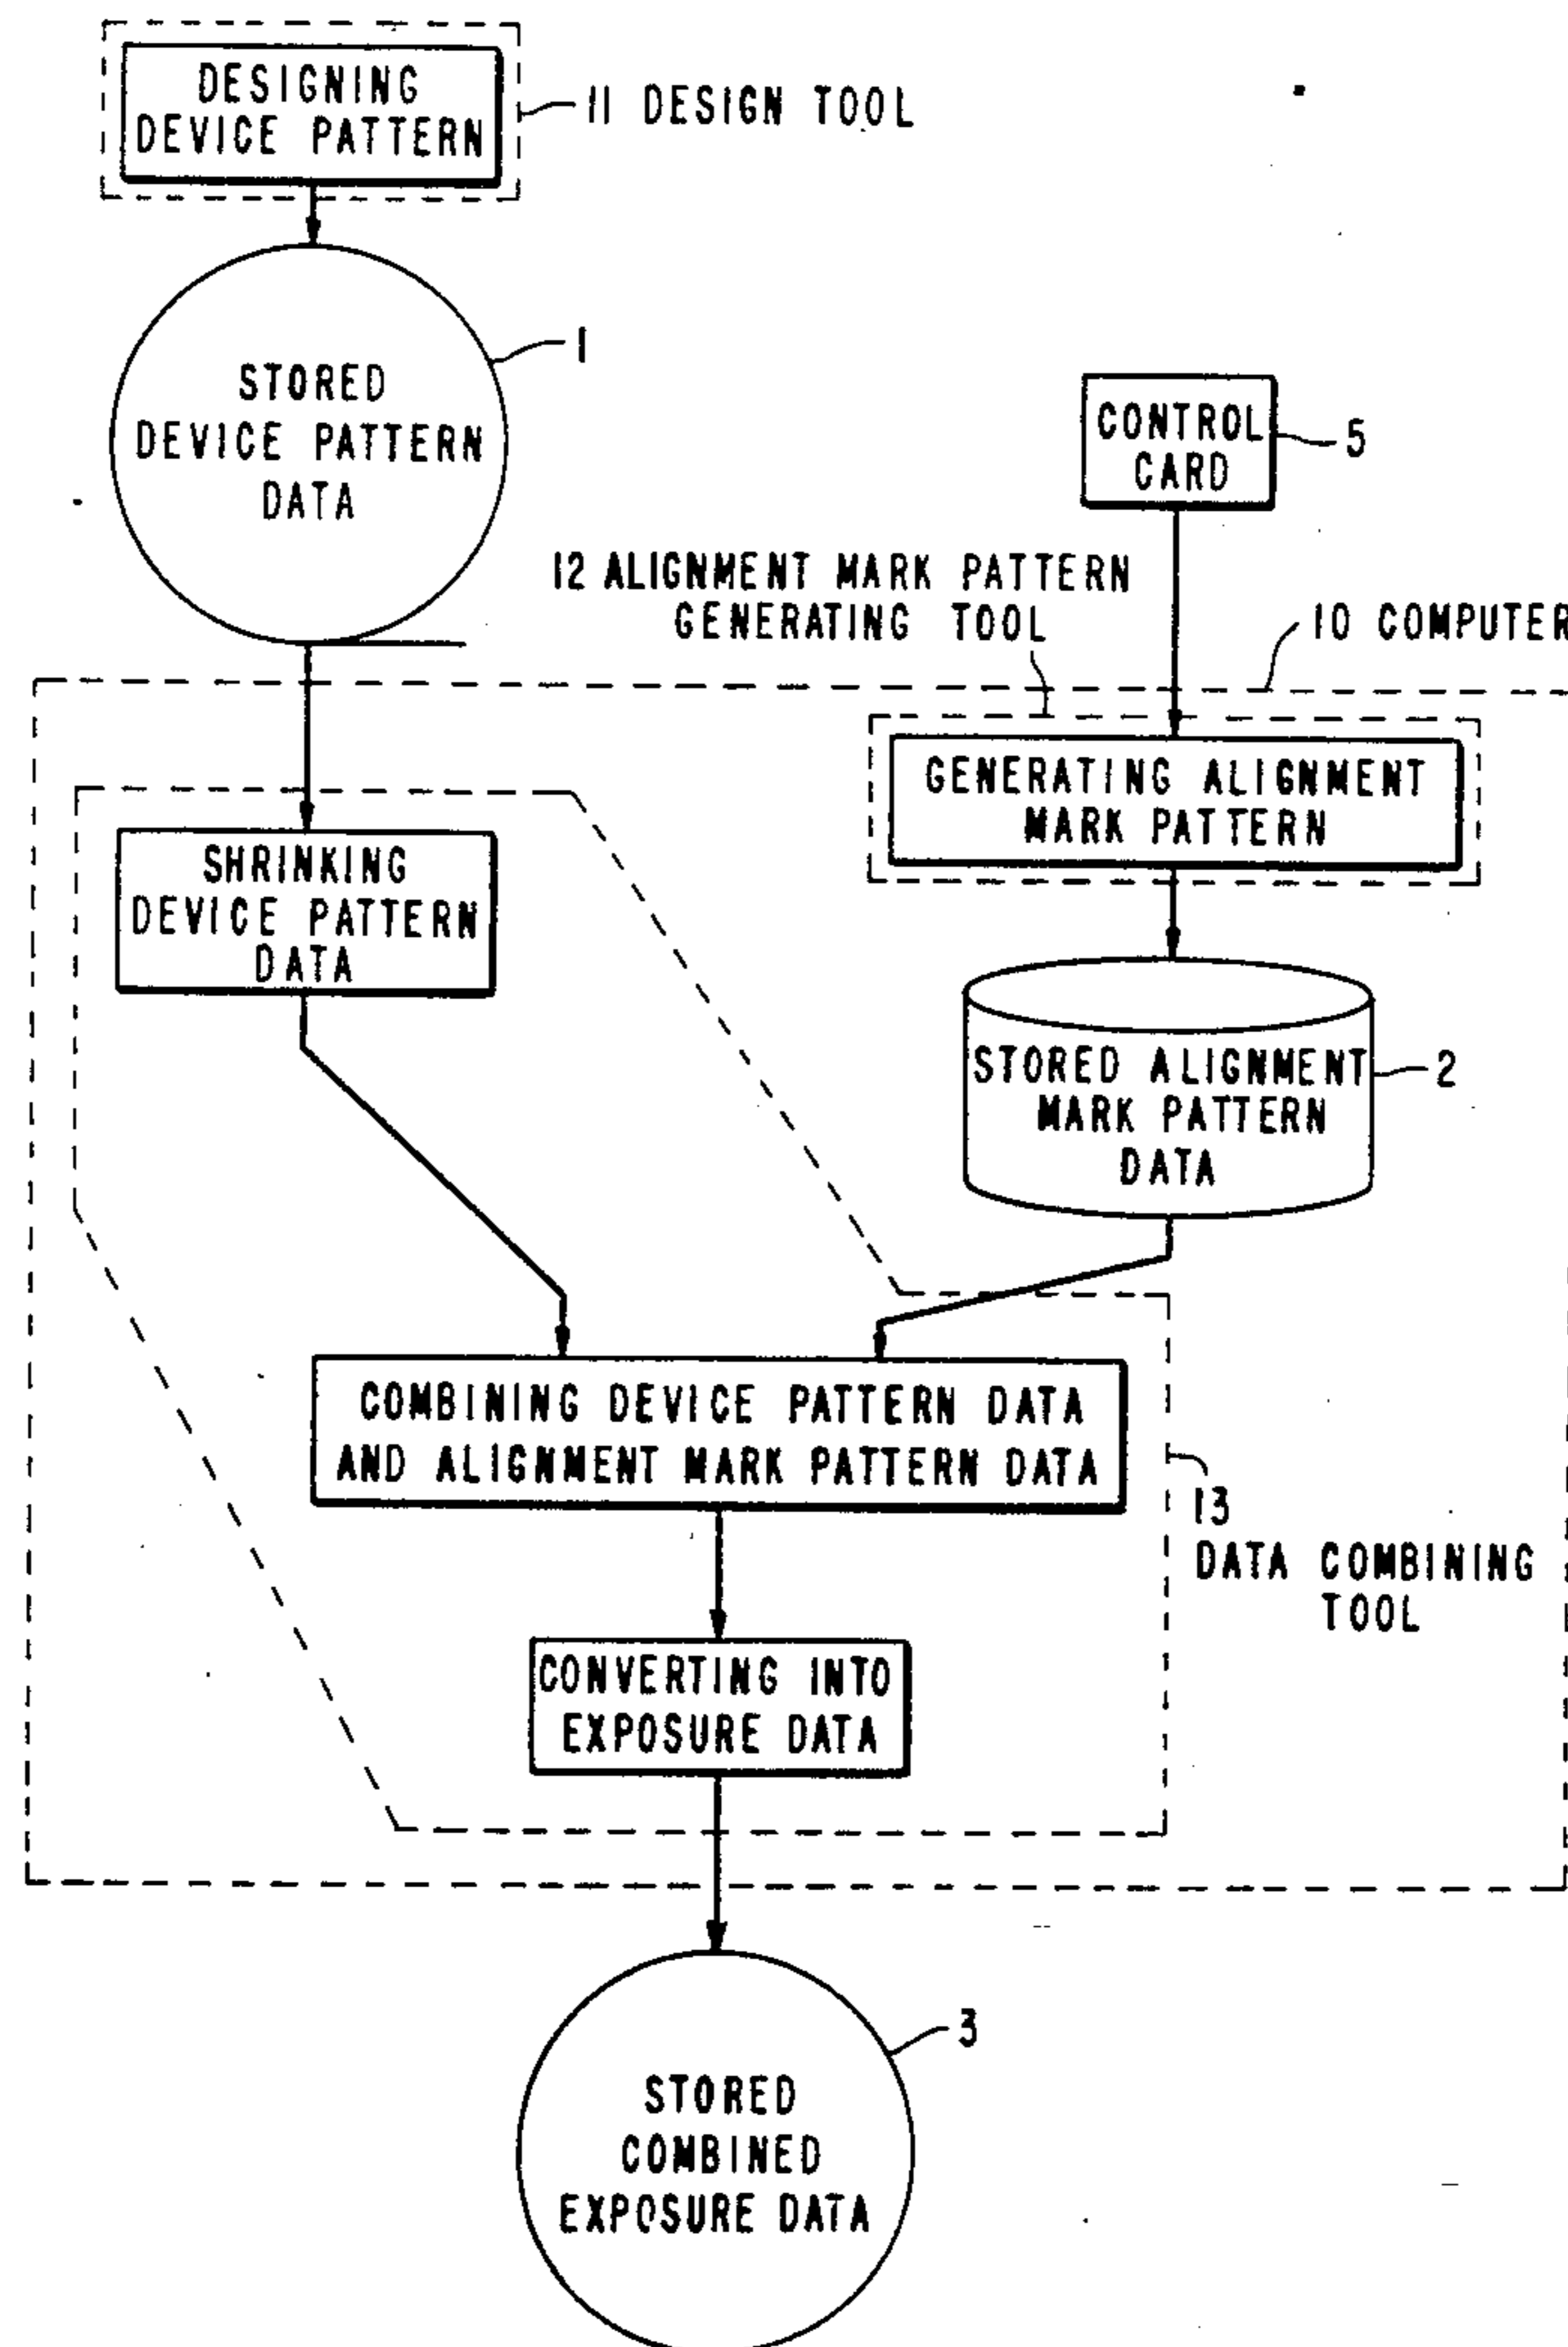 DESIGNING
DEVICE PATTERN
11 DESIGN TOOL
STORED
DEVICE PATTERN
DATA
1
CONTROL
CARD
5
12 ALIGNMENT MARK PATTERN
GENERATING TOOL
10 COMPUTER
GENERATING ALIGNMENT
MARK PATTERN
SHRINKING
DEVICE PATTERN
DATA
STORED ALIGNMENT
MARK PATTERN
DATA
2
COMBINING DEVICE PATTERN DATA
AND ALIGNMENT MARK PATTERN DATA
13
DATA COMBINING
TOOL
CONVERTING INTO
EXPOSURE DATA
3
STORED
COMBINED
EXPOSURE DATA